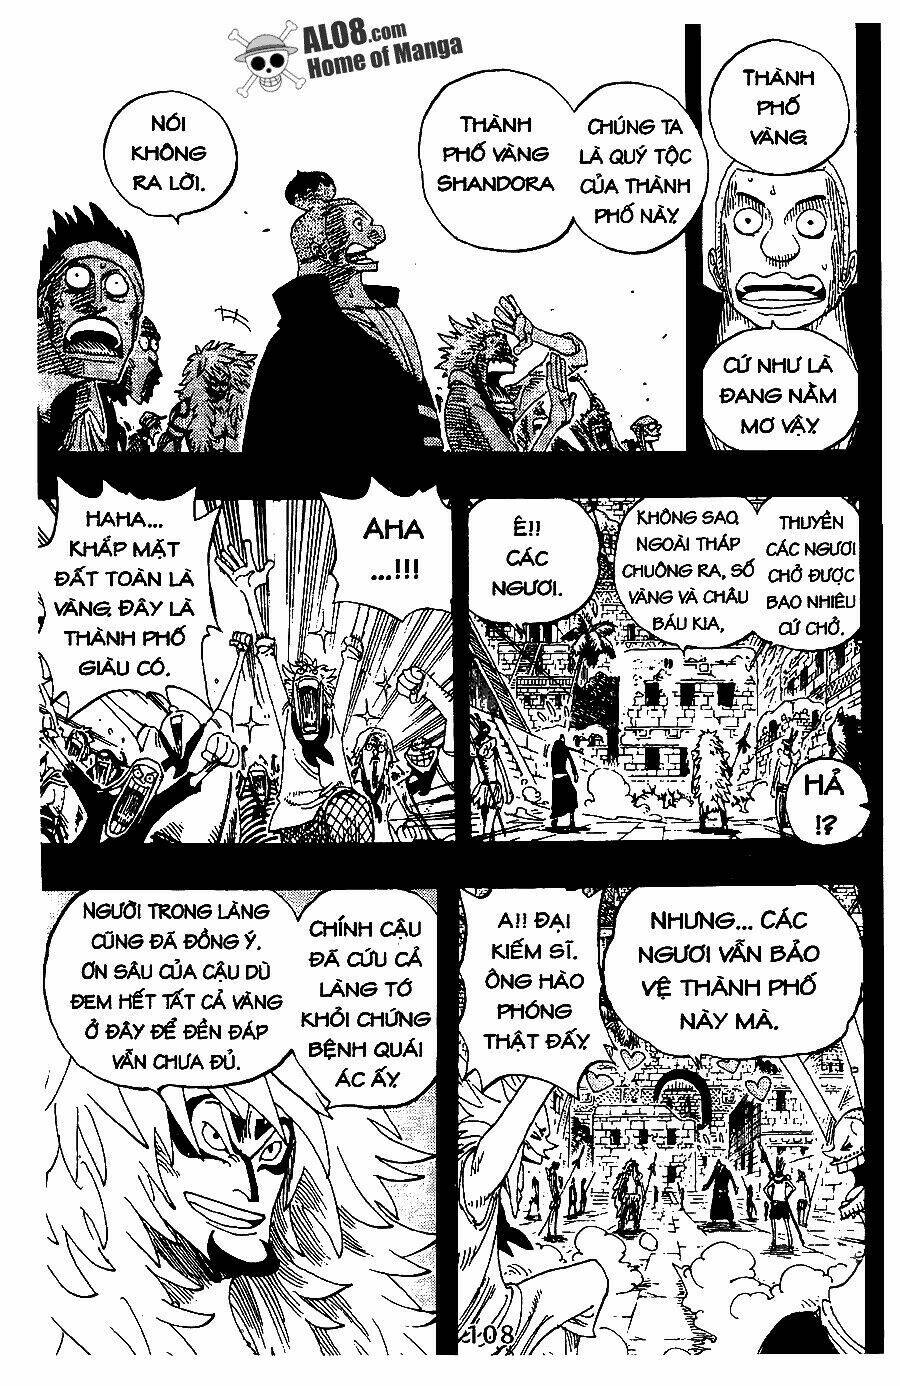 AL08.com
Home of Manga
THÀNH
PHỐ
VÀNG.
CỨ NHƯ LÀ
ĐANG NẰM
MƠ VẬY.
CHÚNG TA
LÀ QUÝ TỘC
CỦA THÀNH
PHỐ NÀY.
THÀNH
PHỐ VÀNG
SHANDORA
NÓI
KHÔNG
RA LỜI.
THUYỀN
CÁC NGƯƠI
CHỞ ĐƯỢC
BAO NHIÊU
CỨ CHỞ.
KHÔNG SAO.
NGOÀI THÁP
CHUÔNG RA, SỐ
VÀNG VÀ CHÂU
BÁU KIA,
Ê!!
CÁC
NGƯƠI.
HẢ
!?
AHA
...!!!
HAHA...
KHẮP MẶT
ĐẤT TOÀN LÀ
VÀNG. ĐÂY LÀ
THÀNH PHỐ
GIÀU CÓ.
NHƯNG... CÁC
NGƯƠI VẪN BẢO
VỆ THÀNH PHỐ
NÀY MÀ.
A!! ĐẠI
KIẾM SĨ.
ÔNG HÀO
PHÓNG
THẬT ĐẤY.
CHÍNH CẬU
ĐÃ CỨU CẢ
LÀNG TỚ
KHỎI CHỨNG
BỆNH QUÁI
ÁC ẤY.
NGƯỜI TRONG LÀNG
CŨNG ĐÃ ĐỒNG Ý.
ƠN SÂU CỦA CẬU DÙ
ĐEM HẾT TẤT CẢ VÀNG
Ở ĐÂY ĐỂ ĐỀN ĐÁP
VẪN CHƯA ĐỦ.
108